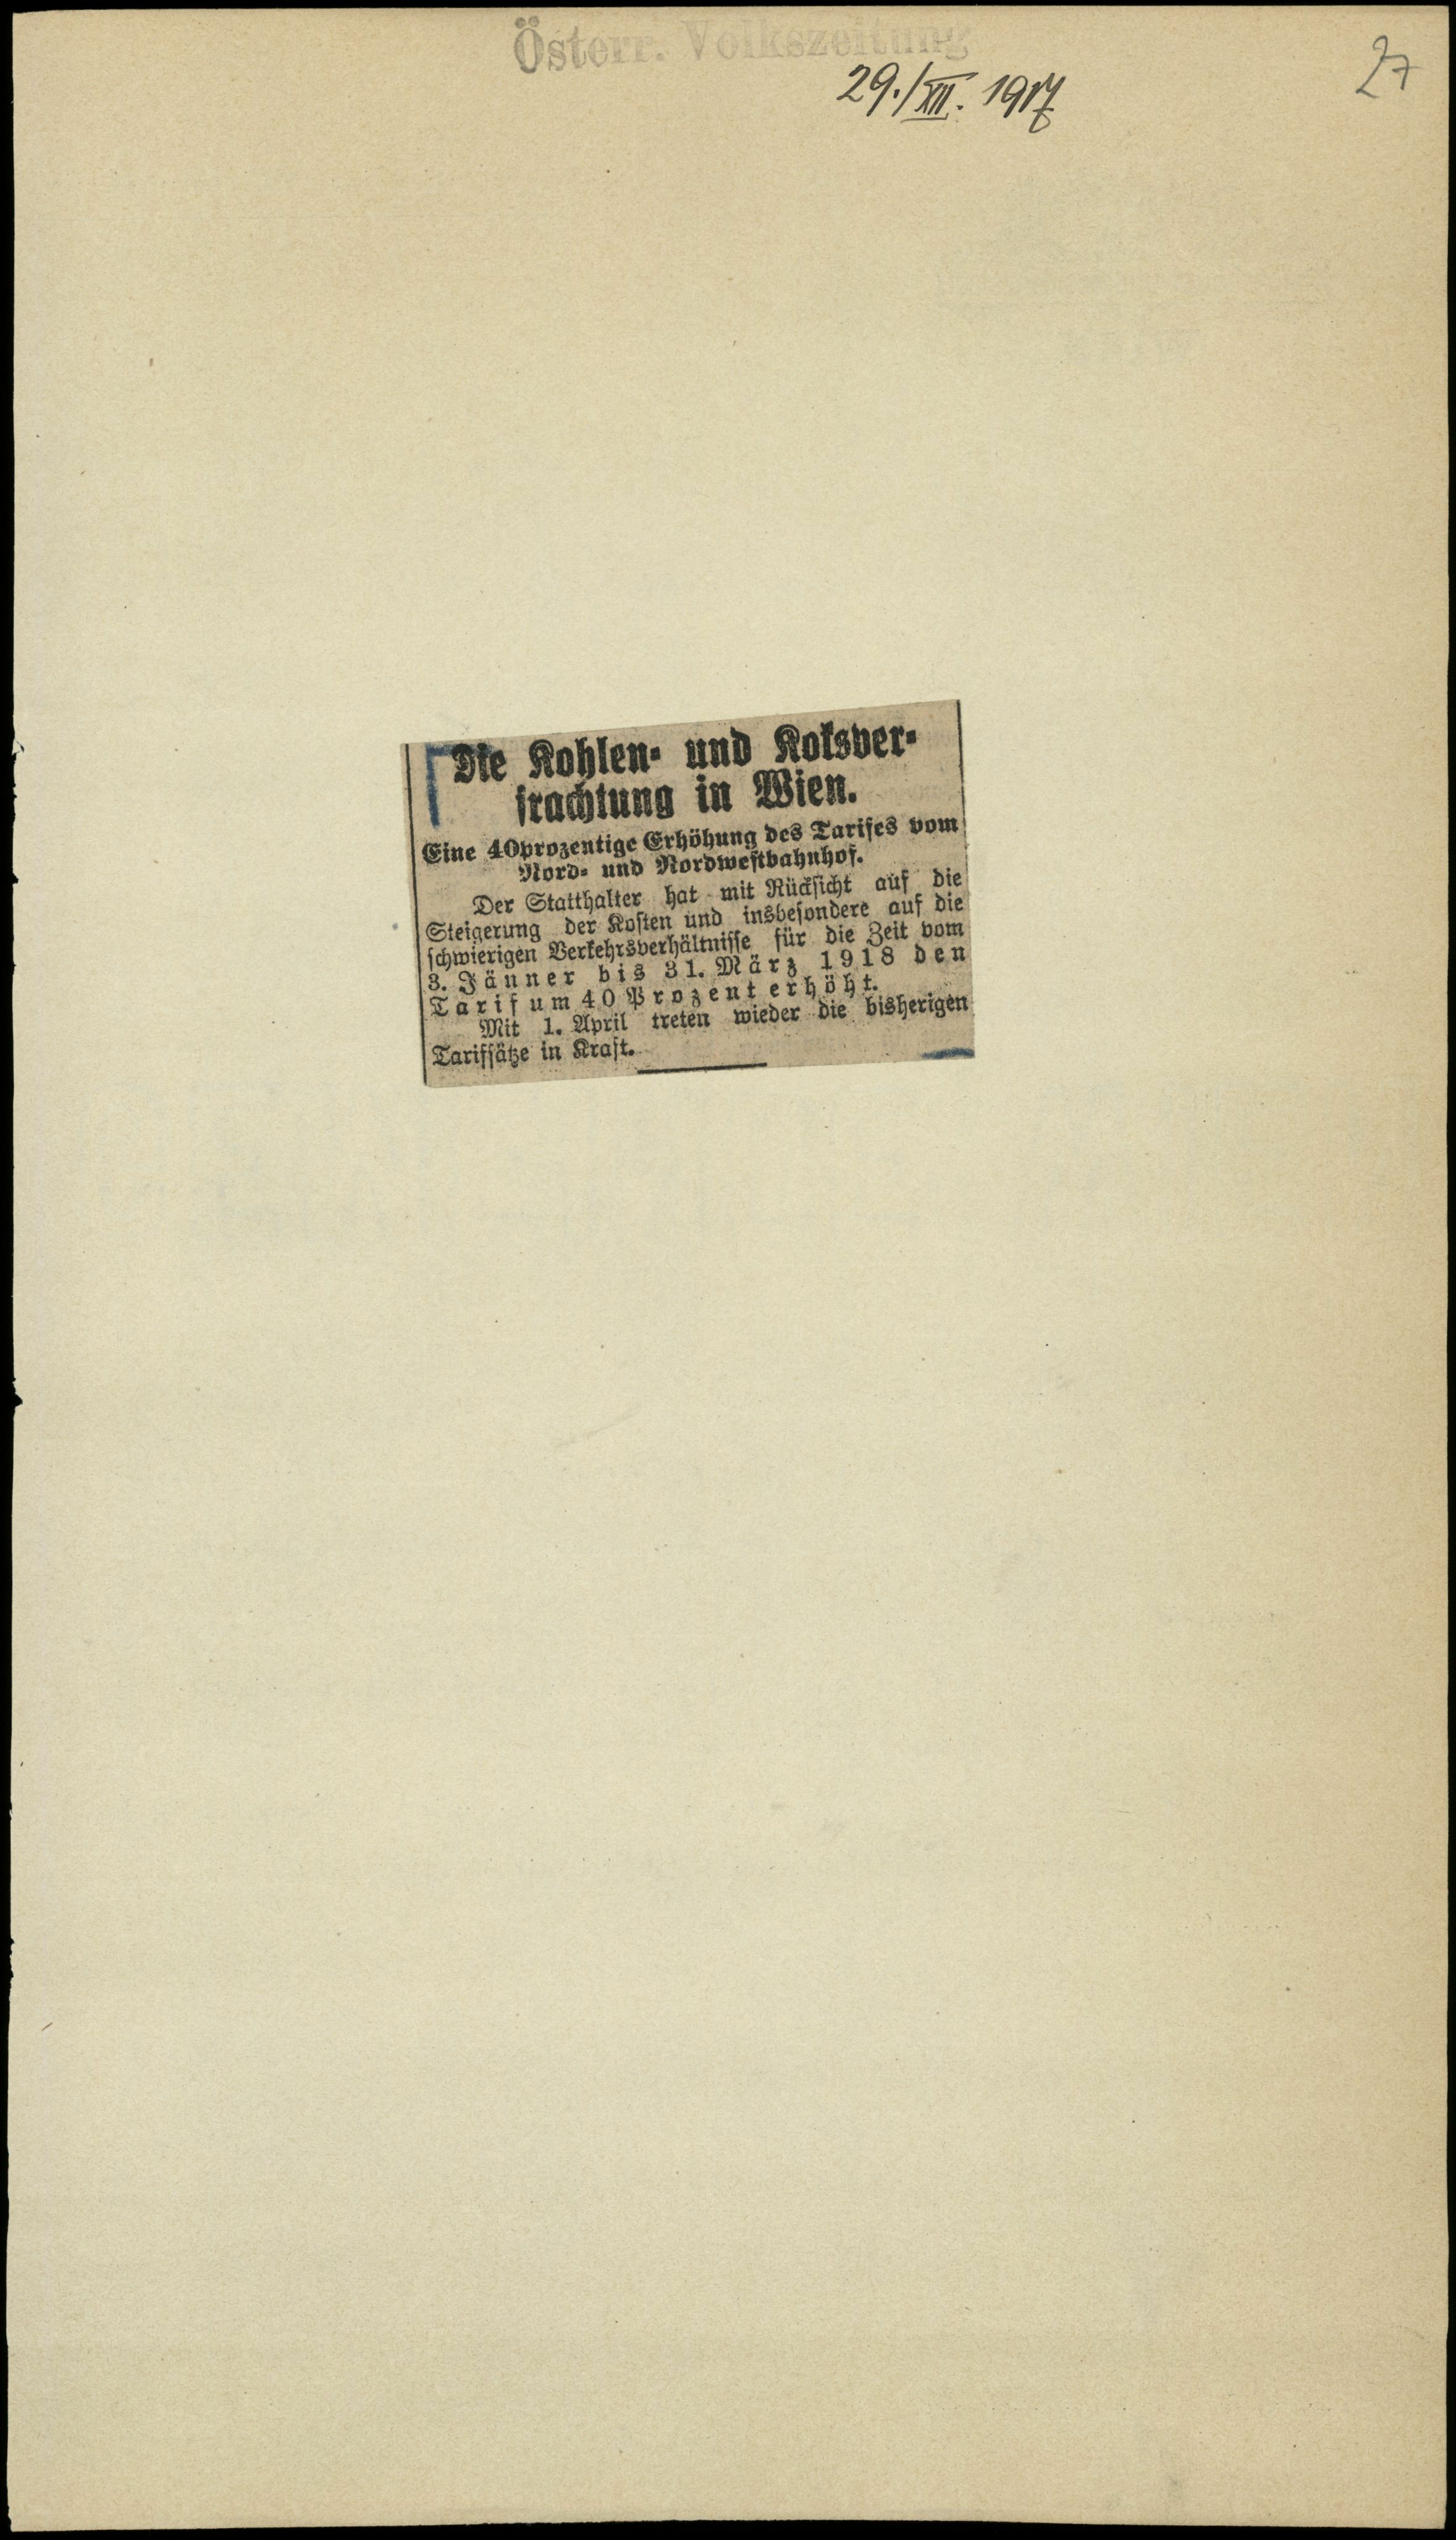 Österr. Volkszeitung
29./XII. 1917
27
Die Kohlen- und Koksver-
frachtung in Wien.
Eine 40prozentige Erhöhung des Tarifes vom
Nord- und Nordwestbahnhof.
Der Statthalter hat mit Rücksicht auf die
Steigerung der Kosten und insbesondere auf die
schwierigen Verkehrsverhältnisse für die Zeit vom
3. Jänner bis 31. März 1918 den
Tarif um 40 Prozent erhöht.
Mit 1. April treten wieder die bisherigen
Tarifsätze in Kraft.